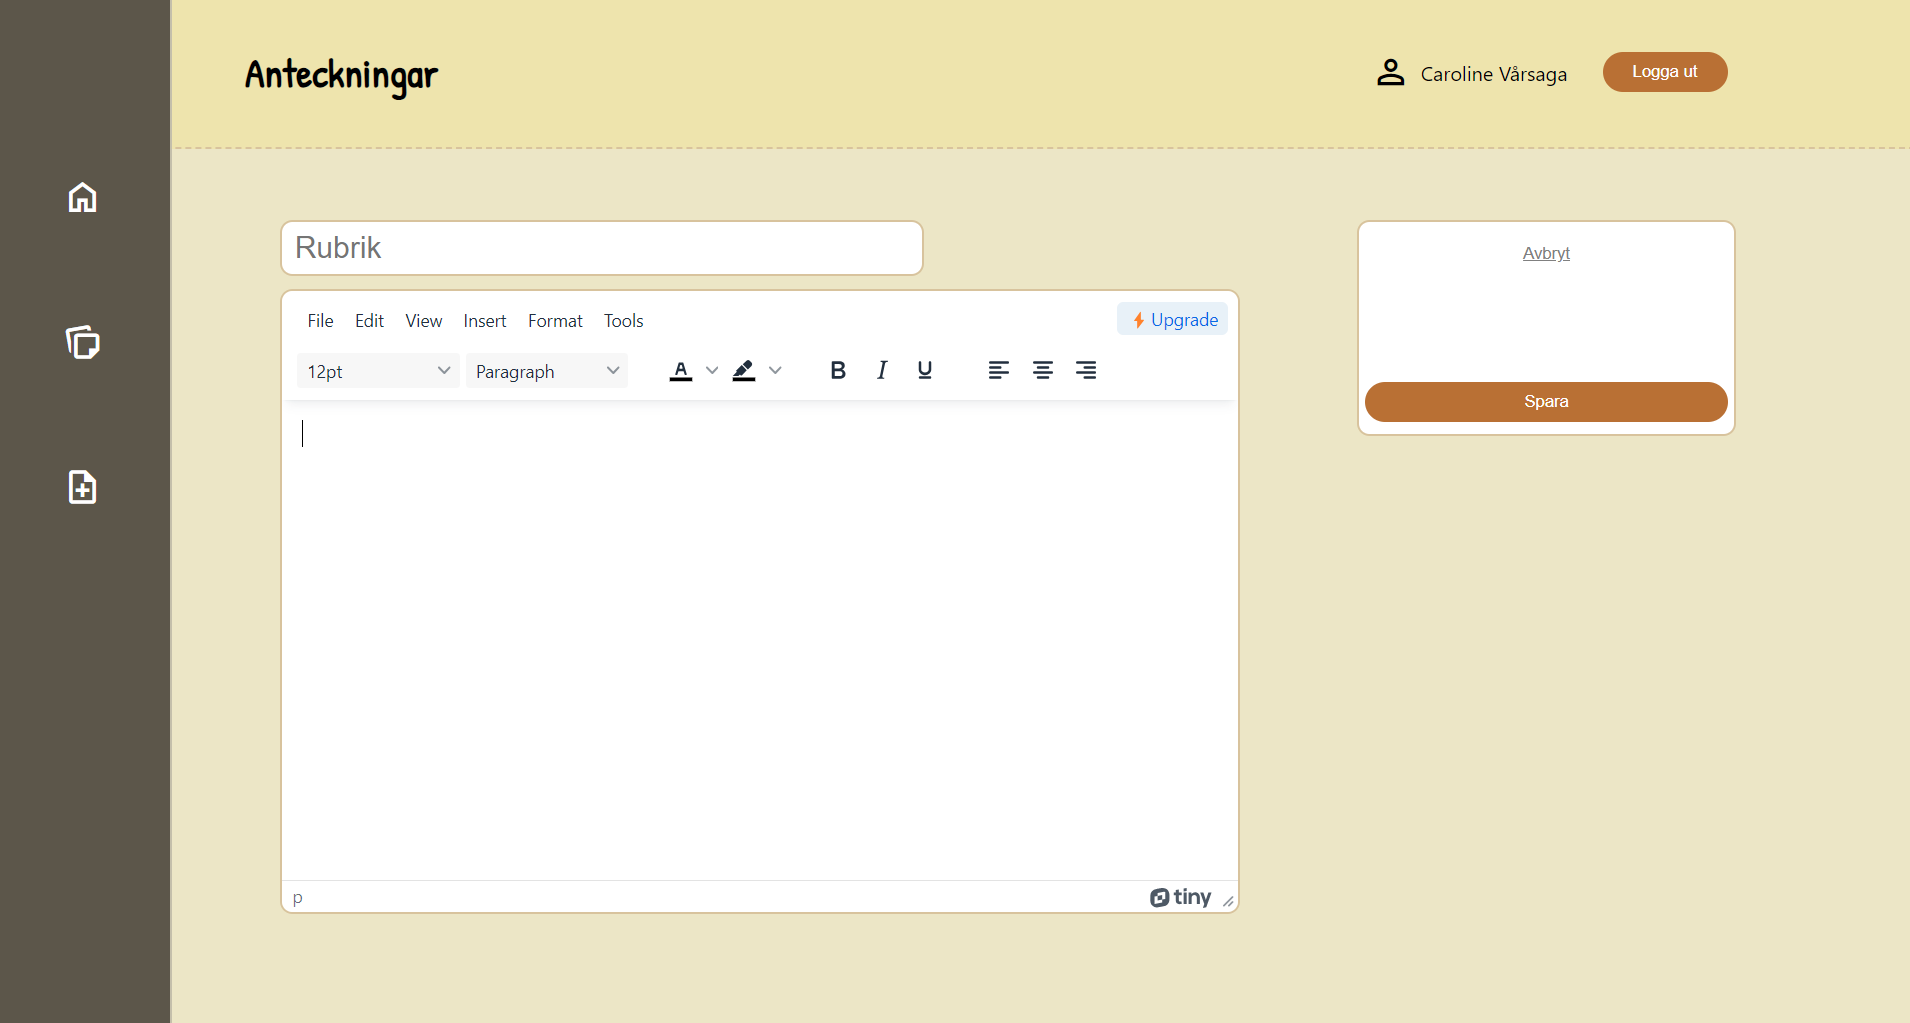 Anteckningar
Caroline Vårsaga
Logga ut
Rubrik
Avbryt
Spara
File Edit View Insert Format Tools
Upgrade
12pt Paragraph A B I U
p
tiny